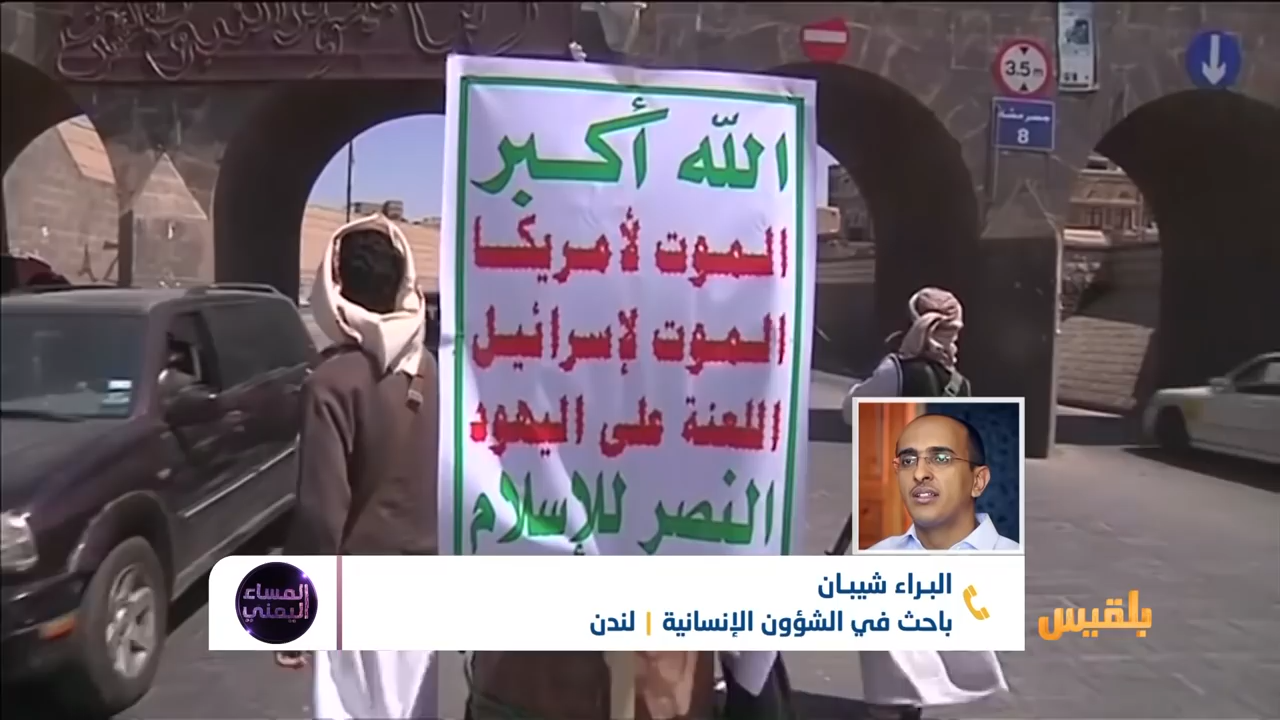 3.5 m
8
الله أكبر
الموت لأمريكا
الموت لإسرائيل
اللعنة على اليهود
النصر للإسلام
البراء شيبان
باحث في الشؤون الإنسانية | لندن
المساء اليمني
بلقيس